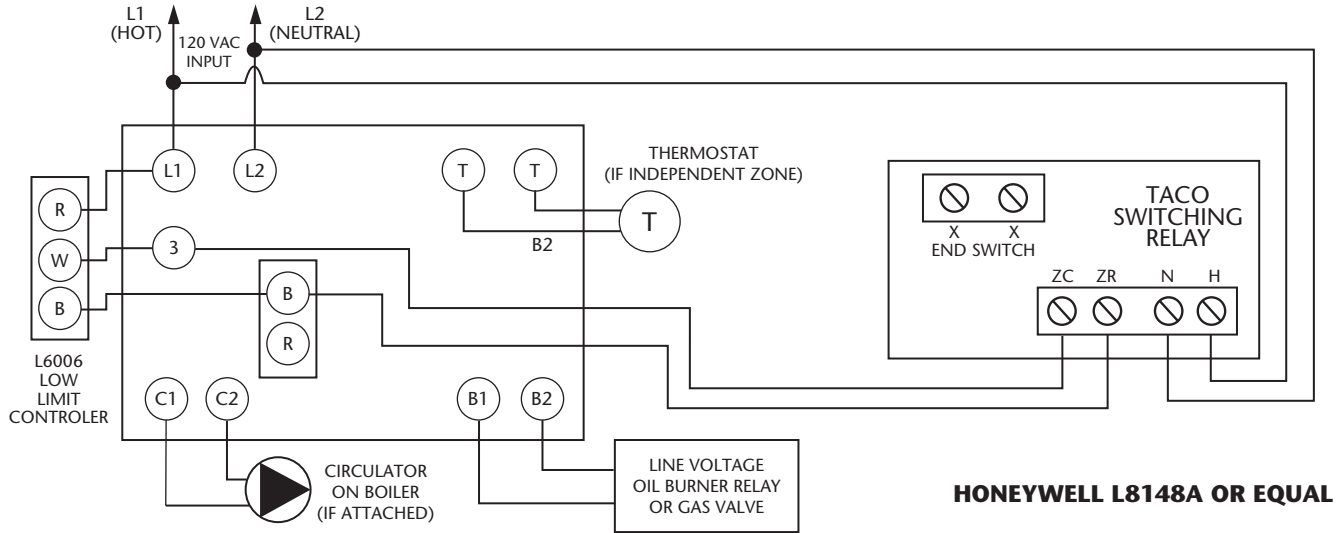 L1
(HOT)
L2
(NEUTRAL)
120 VAC
INPUT
L1
L2
T
T
THERMOSTAT
(IF INDEPENDENT ZONE)
T
B2
R
W
B
3
B
R
L6006
LOW
LIMIT
CONTROLER
C1
C2
B1
B2
CIRCULATOR
ON BOILER
(IF ATTACHED)
LINE VOLTAGE
OIL BURNER RELAY
OR GAS VALVE
X
X
END SWITCH
TACO
SWITCHING
RELAY
ZC
ZR
N
H
HONEYWELL L8148A OR EQUAL